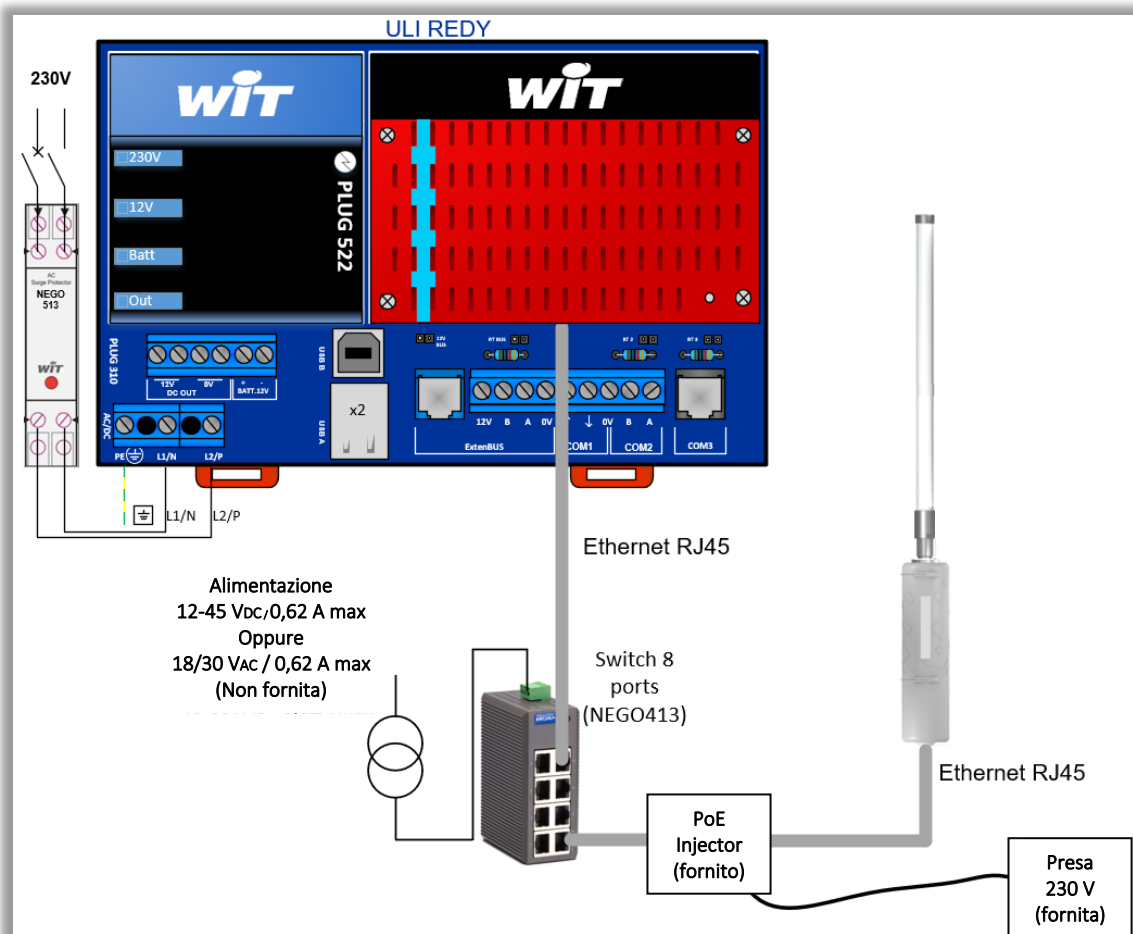 ULI REDY
230V
WiT
WiT
230V
12V
Batt
Out
PLUG 522
AC
Surge Protector
NEGO
513
WiT
PLUG 310
12V
0V
+
-
DC OUT
BATT.12V
AC/DC
PE
L1/N
L2/P
USB B
USB A
x2
12V
BUS
RT BUS
RT 2
RT 3
12V
B
A
0V
0V
B
A
ExtenBUS
COM1
COM2
COM3
L1/N
L2/P
Ethernet RJ45
Alimentazione
12-45 VDC/0,62 A max
Oppure
18/30 VAC / 0,62 A max
(Non fornita)
Switch 8
ports
(NEGO413)
Ethernet RJ45
PoE
Injector
(fornito)
Presa
230 V
(fornita)